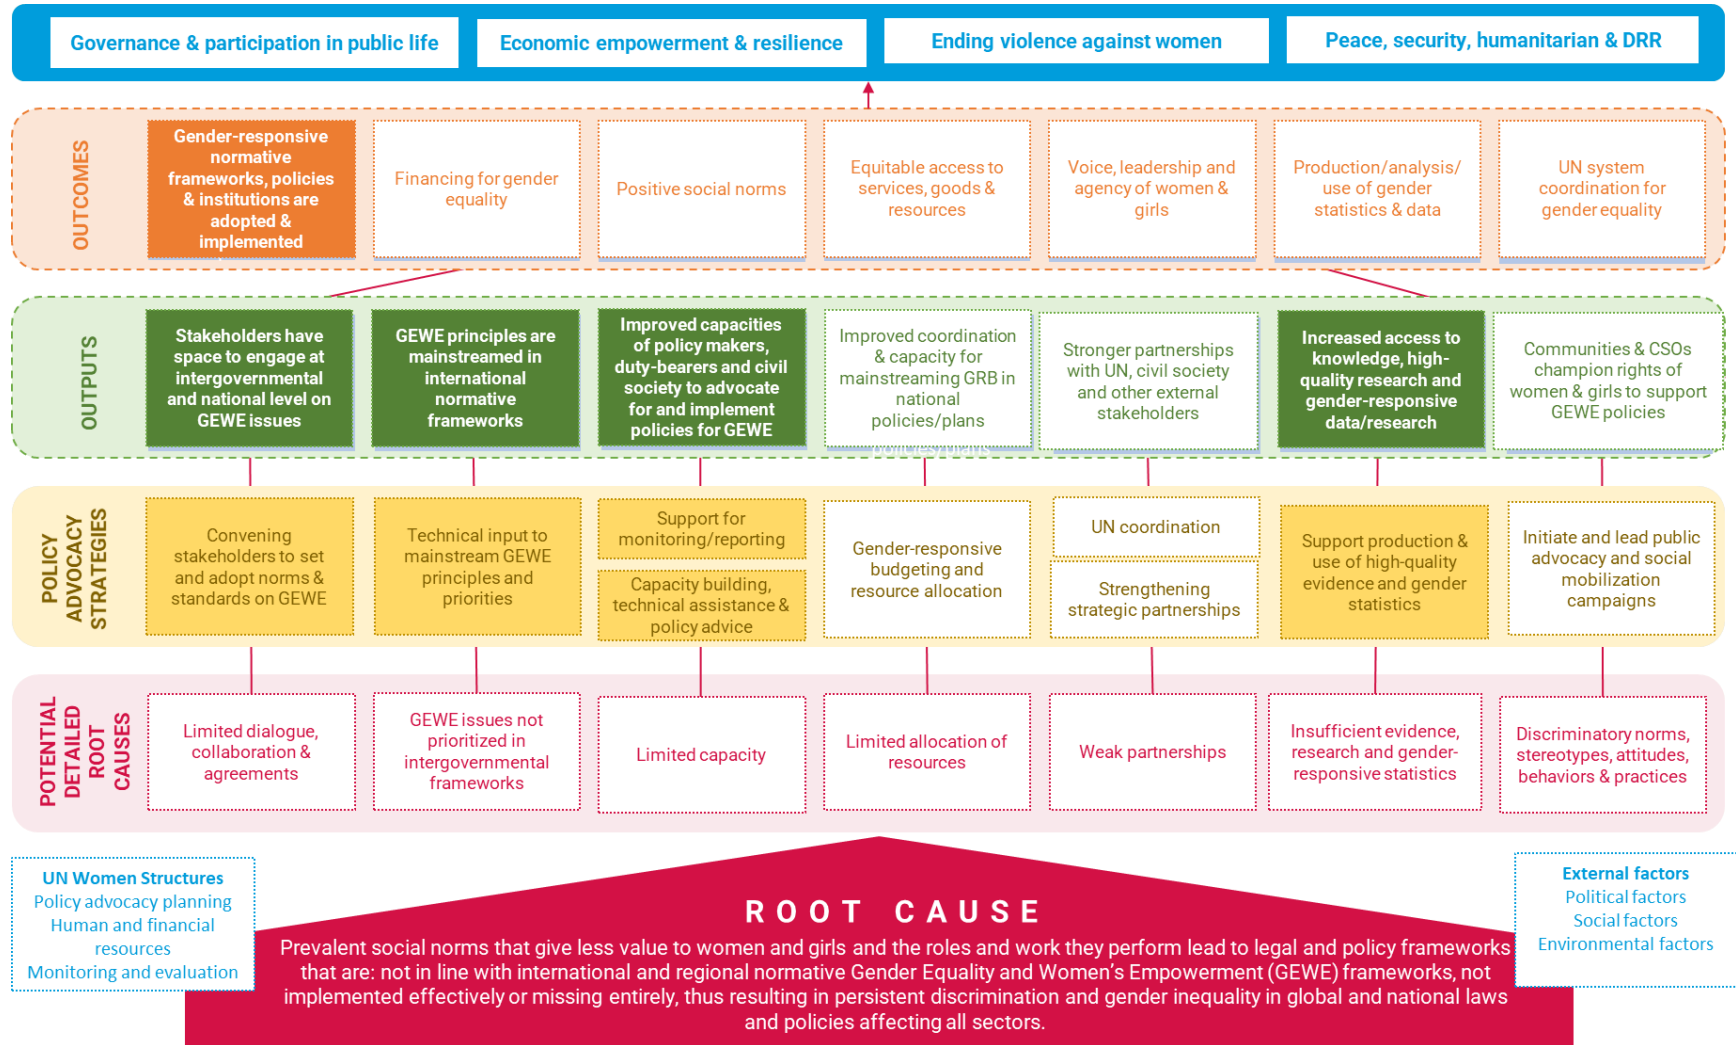 Governance & participation in public life
Economic empowerment & resilience
Ending violence against women
Peace, security, humanitarian & DRR
OUTCOMES
Gender-responsive
normative
frameworks, policies
& institutions are
adopted &
implemented
Financing for gender
equality
Positive social norms
Equitable access to
services, goods &
resources
Voice, leadership and
agency of women &
girls
Production/analysis/
use of gender
statistics & data
UN system
coordination for
gender equality
OUTPUTS
Stakeholders have
space to engage at
intergovernmental
and national level on
GEWE issues
GEWE principles are
mainstreamed in
international
normative
frameworks
Improved capacities
of policy makers,
duty-bearers and civil
society to advocate
for and implement
policies for GEWE
Improved coordination
& capacity for
mainstreaming GRB in
national
policies/plans
policies/plans
Stronger partnerships
with UN, civil society
and other external
stakeholders
Increased access to
knowledge, high-
quality research and
gender-responsive
data/research
Communities & CSOs
champion rights of
women & girls to support
GEWE policies
POLICY
ADVOCACY
STRATEGIES
Convening
stakeholders to set
and adopt norms &
standards on GEWE
Technical input to
mainstream GEWE
principles and
priorities
Support for
monitoring/reporting
Capacity building,
technical assistance &
policy advice
Gender-responsive
budgeting and
resource allocation
UN coordination
Strengthening
strategic partnerships
Support production &
use of high-quality
evidence and gender
statistics
Initiate and lead public
advocacy and social
mobilization
campaigns
POTENTIAL
DETAILED
ROOT
CAUSES
Limited dialogue,
collaboration &
agreements
GEWE issues not
prioritized in
intergovernmental
frameworks
Limited capacity
Limited allocation of
resources
Weak partnerships
Insufficient evidence,
research and gender-
responsive statistics
Discriminatory norms,
stereotypes, attitudes,
behaviors & practices
UN Women Structures
Policy advocacy planning
Human and financial
resources
Monitoring and evaluation
ROOT CAUSE
Prevalent social norms that give less value to women and girls and the roles and work they perform lead to legal and policy frameworks
that are: not in line with international and regional normative Gender Equality and Women's Empowerment (GEWE) frameworks, not
implemented effectively or missing entirely, thus resulting in persistent discrimination and gender inequality in global and national laws
and policies affecting all sectors.
External factors
Political factors
Social factors
Environmental factors